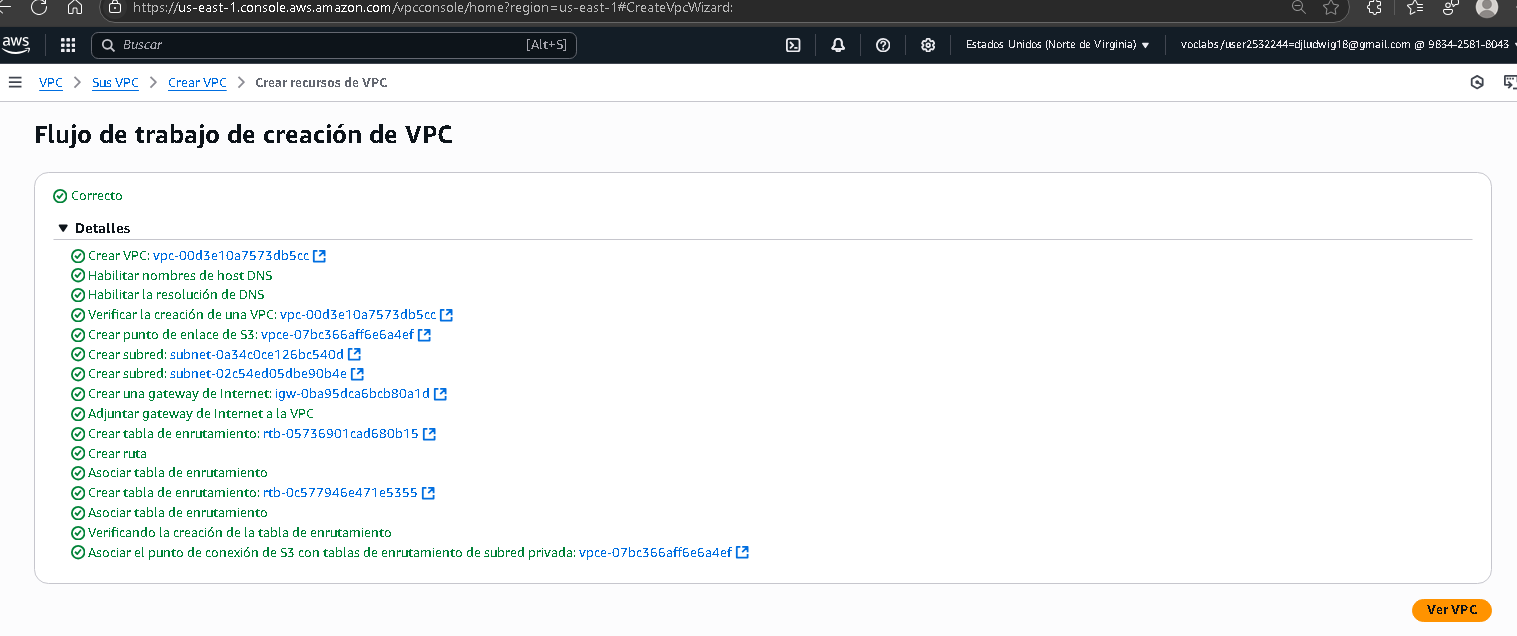 https://us-east-1.console.aws.amazon.com/vpcconsole/home?region=us-east-1#CreateVpcWizard:
aws Buscar [Alt+S] Estados Unidos (Norte de Virginia) voclabs/user2532244=djludwig18@gmail.com @ 9834-2581-8043
VPC Sus VPC Crear VPC Crear recursos de VPC
Flujo de trabajo de creación de VPC
Correcto
Detalles
Crear VPC: vpc-00d3e10a7573db5cc
Habilitar nombres de host DNS
Habilitar la resolución de DNS
Verificar la creación de una VPC: vpc-00d3e10a7573db5cc
Crear punto de enlace de S3: vpce-07bc366aff6e6a4ef
Crear subred: subnet-0a34c0ce126bc540d
Crear subred: subnet-02c54ed05dbe90b4e
Crear una gateway de Internet: igw-0ba95dca6bcb80a1d
Adjuntar gateway de Internet a la VPC
Crear tabla de enrutamiento: rtb-05736901cad680b15
Crear ruta
Asociar tabla de enrutamiento
Crear tabla de enrutamiento: rtb-0c577946e471e5355
Asociar tabla de enrutamiento
Verificando la creación de la tabla de enrutamiento
Asociar el punto de conexión de S3 con tablas de enrutamiento de subred privada: vpce-07bc366aff6e6a4ef
Ver VPC